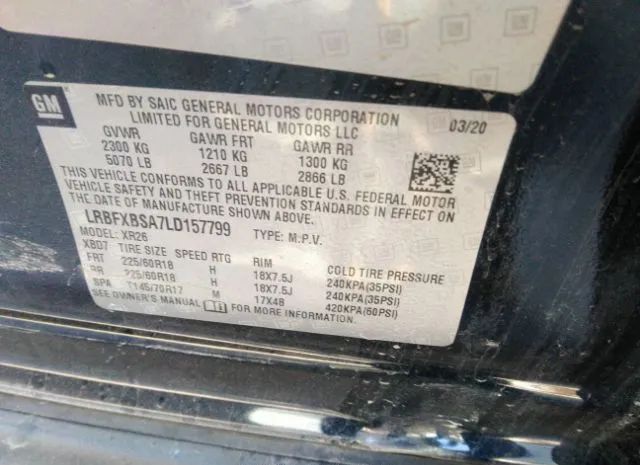 GM
MFD BY SAIC GENERAL MOTORS CORPORATION
LIMITED FOR GENERAL MOTORS LLC
03/20
GVWR GAWR FRT GAWR RR
2300 KG 1210 KG 1300 KG
5070 LB 2667 LB 2866 LB
THIS VEHICLE CONFORMS TO ALL APPLICABLE U.S. FEDERAL MOTOR
VEHICLE SAFETY AND THEFT PREVENTION STANDARDS IN EFFECT ON
THE DATE OF MANUFACTURE SHOWN ABOVE.
LRBFXBSA7LD157799 TYPE: M.P.V.
MODEL: XR26
XBD7 TIRE SIZE SPEED RTG RIM COLD TIRE PRESSURE
FRT 225/60R18 H 18X7.5J 240KPA(35PSI)
RR 225/60R18 H 18X7.5J 240KPA(35PSI)
SPA T145/70R17 M 17X4B 420KPA(60PSI)
SEE OWNER'S MANUAL FOR MORE INFORMATION.